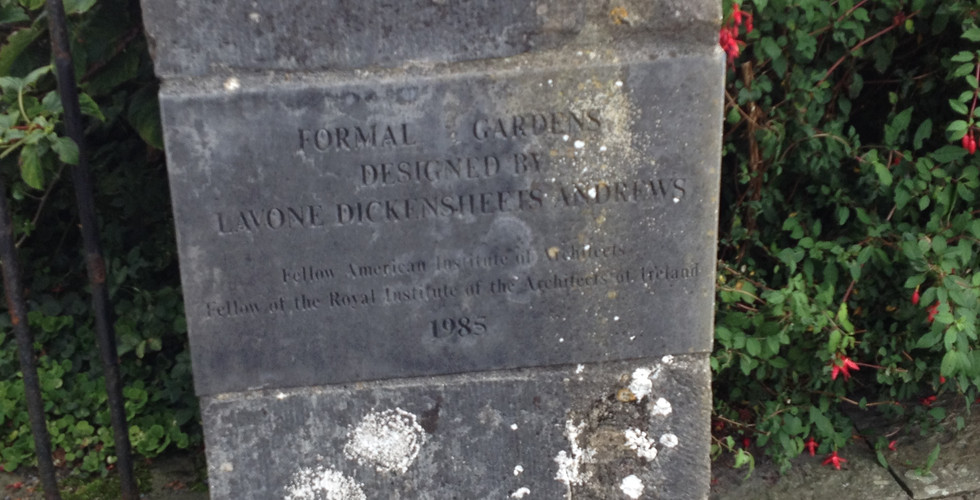 FORMAL GARDENS
DESIGNED BY
LAVONE DICKENSHEETS ANDREWS
Fellow American Institute of Architects
Fellow of the Royal Institute of the Architects of Ireland
1985